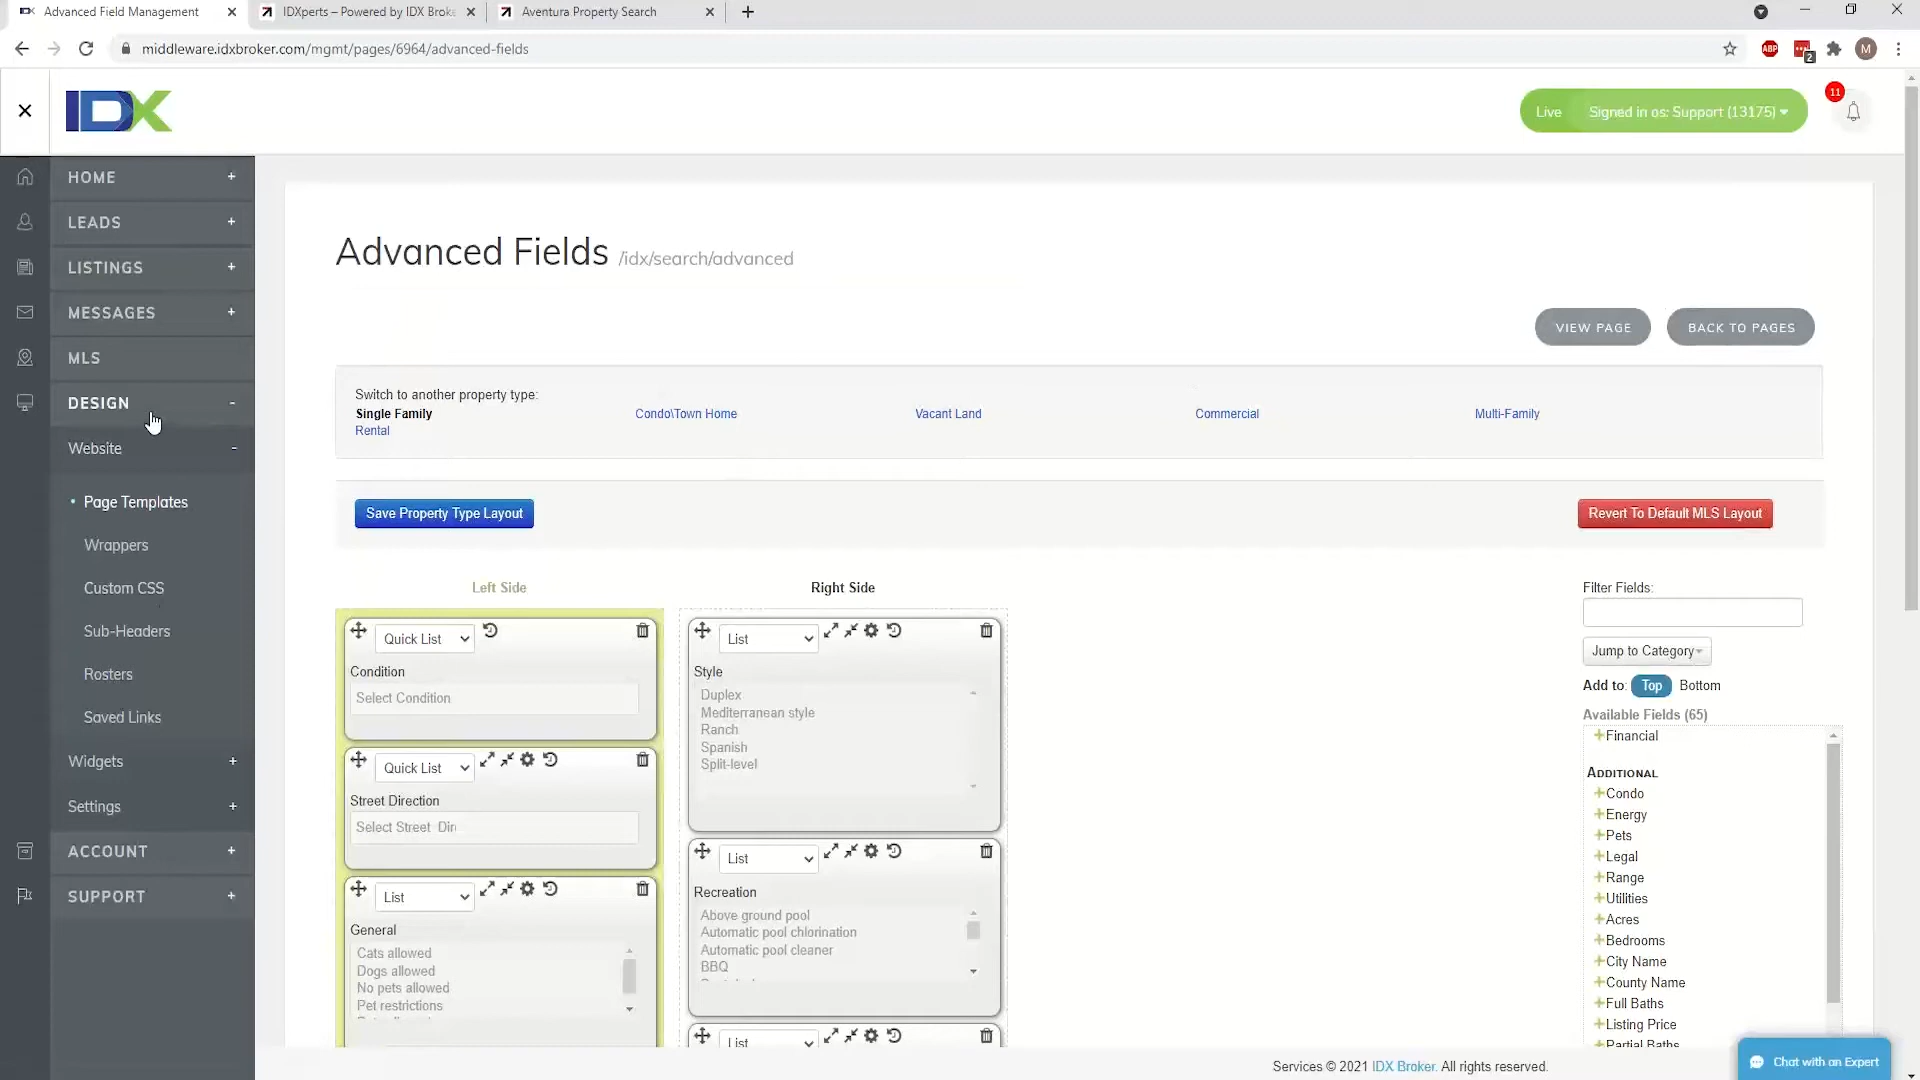 Advanced Field Management
IDXperts – Powered by IDX Broke
Aventura Property Search
middleware.idxbroker.com/mgmt/pages/6964/advanced-fields
ABP
2
M
IDX
Live
Signed in as: Support (13175)
11
HOME
LEADS
LISTINGS
MESSAGES
MLS
DESIGN
Website
Page Templates
Wrappers
Custom CSS
Sub-Headers
Rosters
Saved Links
Widgets
Settings
ACCOUNT
SUPPORT
Advanced Fields /idx/search/advanced
VIEW PAGE
BACK TO PAGES
Switch to another property type:
Single Family
Condo\Town Home
Vacant Land
Commercial
Multi-Family
Rental
Save Property Type Layout
Revert To Default MLS Layout
Left Side
Quick List
Condition
Select Condition
Quick List
Street Direction
Select Street Dir
List
General
Cats allowed
Dogs allowed
No pets allowed
Pet restrictions
Right Side
List
Style
Duplex
Mediterranean style
Ranch
Spanish
Split-level
List
Recreation
Above ground pool
Automatic pool chlorination
Automatic pool cleaner
BBQ
List
Filter Fields:
Jump to Category
Add to: Top Bottom
Available Fields (65)
Financial
ADDITIONAL
Condo
Energy
Pets
Legal
Range
Utilities
Acres
Bedrooms
City Name
County Name
Full Baths
Listing Price
Partial Baths
Services © 2021 IDX Broker. All rights reserved.
Chat with an Expert